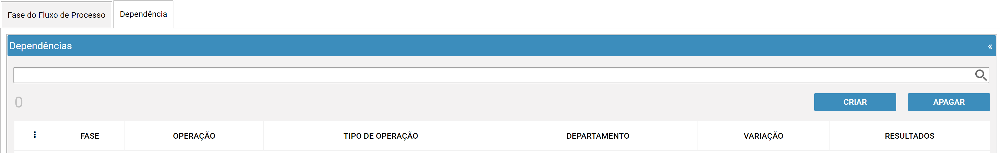 Fase do Fluxo de Processo Dependência
Dependências «
0 CRIAR APAGAR
FASE OPERAÇÃO TIPO DE OPERAÇÃO DEPARTAMENTO VARIAÇÃO RESULTADOS